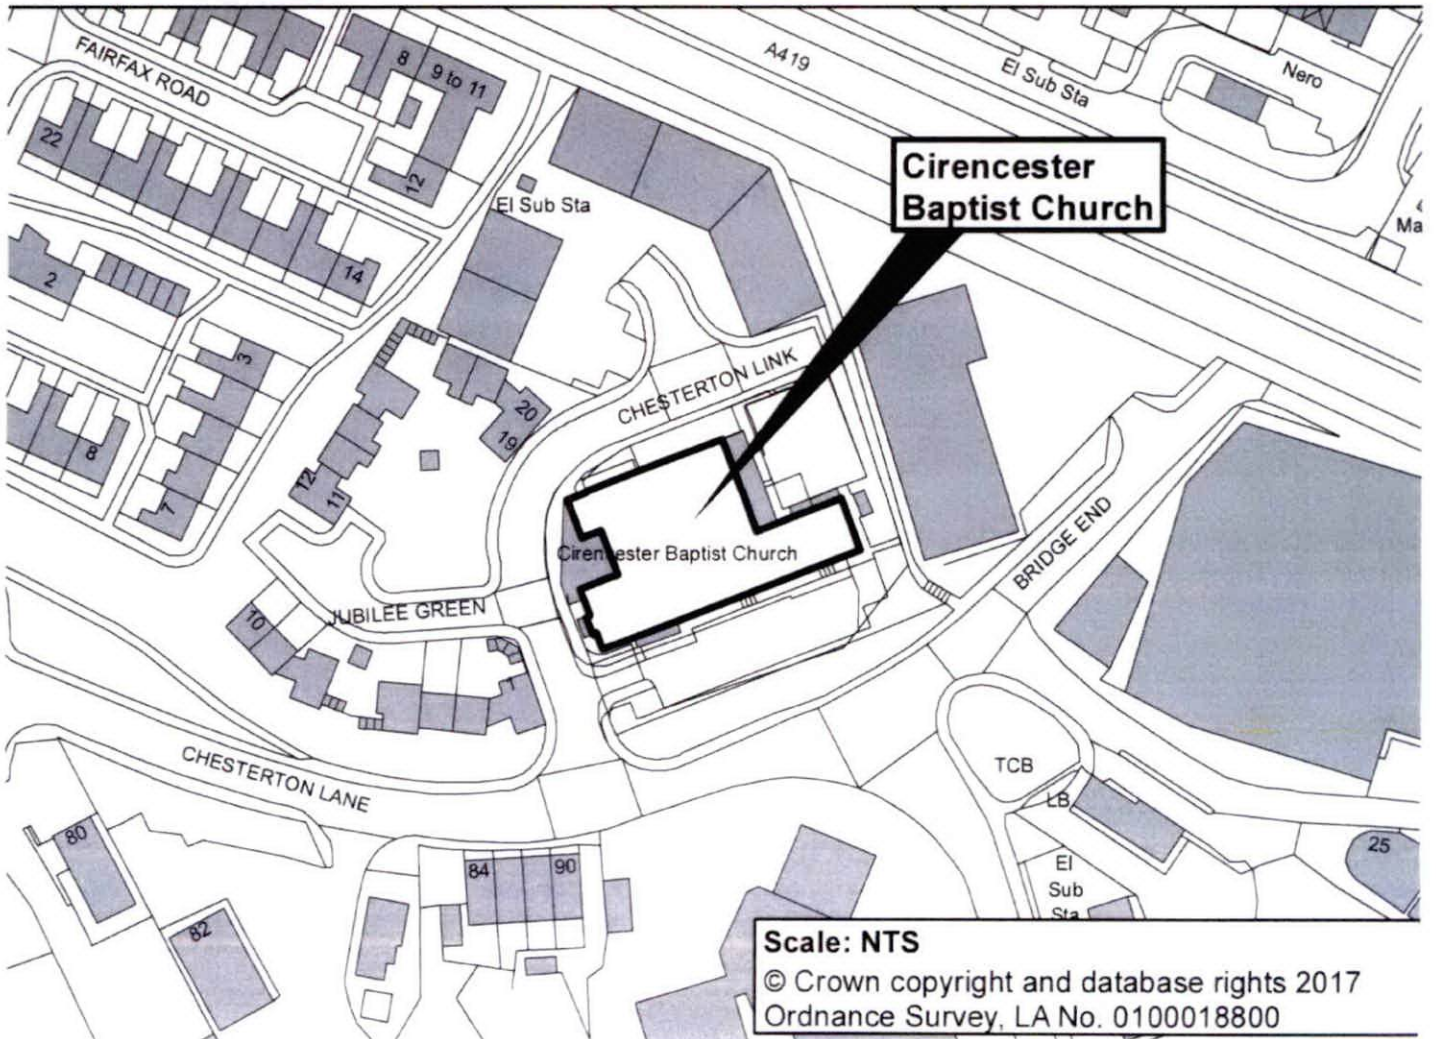 FAIRFAX ROAD
8
9 to 11
A419
El Sub Sta
Nero
22
12
El Sub Sta
Cirencester
Baptist Church
Ma
2
14
3
CHESTERTON LINK
20
19
8
12
11
7
Cirencester Baptist Church
BRIDGE END
JUBILEE GREEN
10
1
CHESTERTON LANE
TCB
LB
80
84
90
25
El
Sub
Sta
82
Scale: NTS
© Crown copyright and database rights 2017
Ordnance Survey, LA No. 0100018800